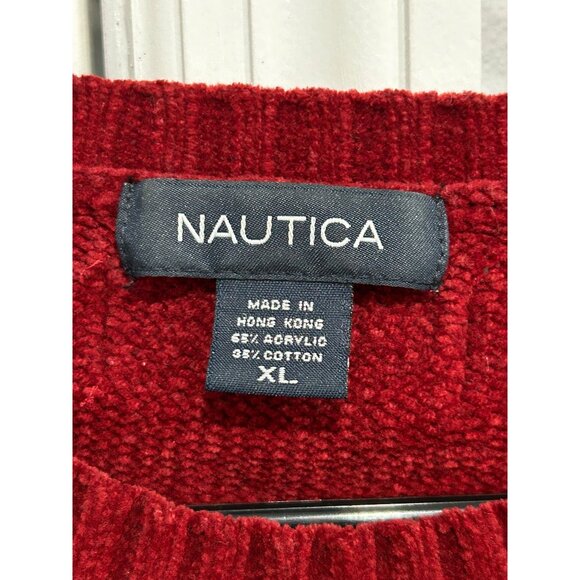 NAUTICA
MADE IN
HONG KONG
65% ACRYLIC
35% COTTON
XL